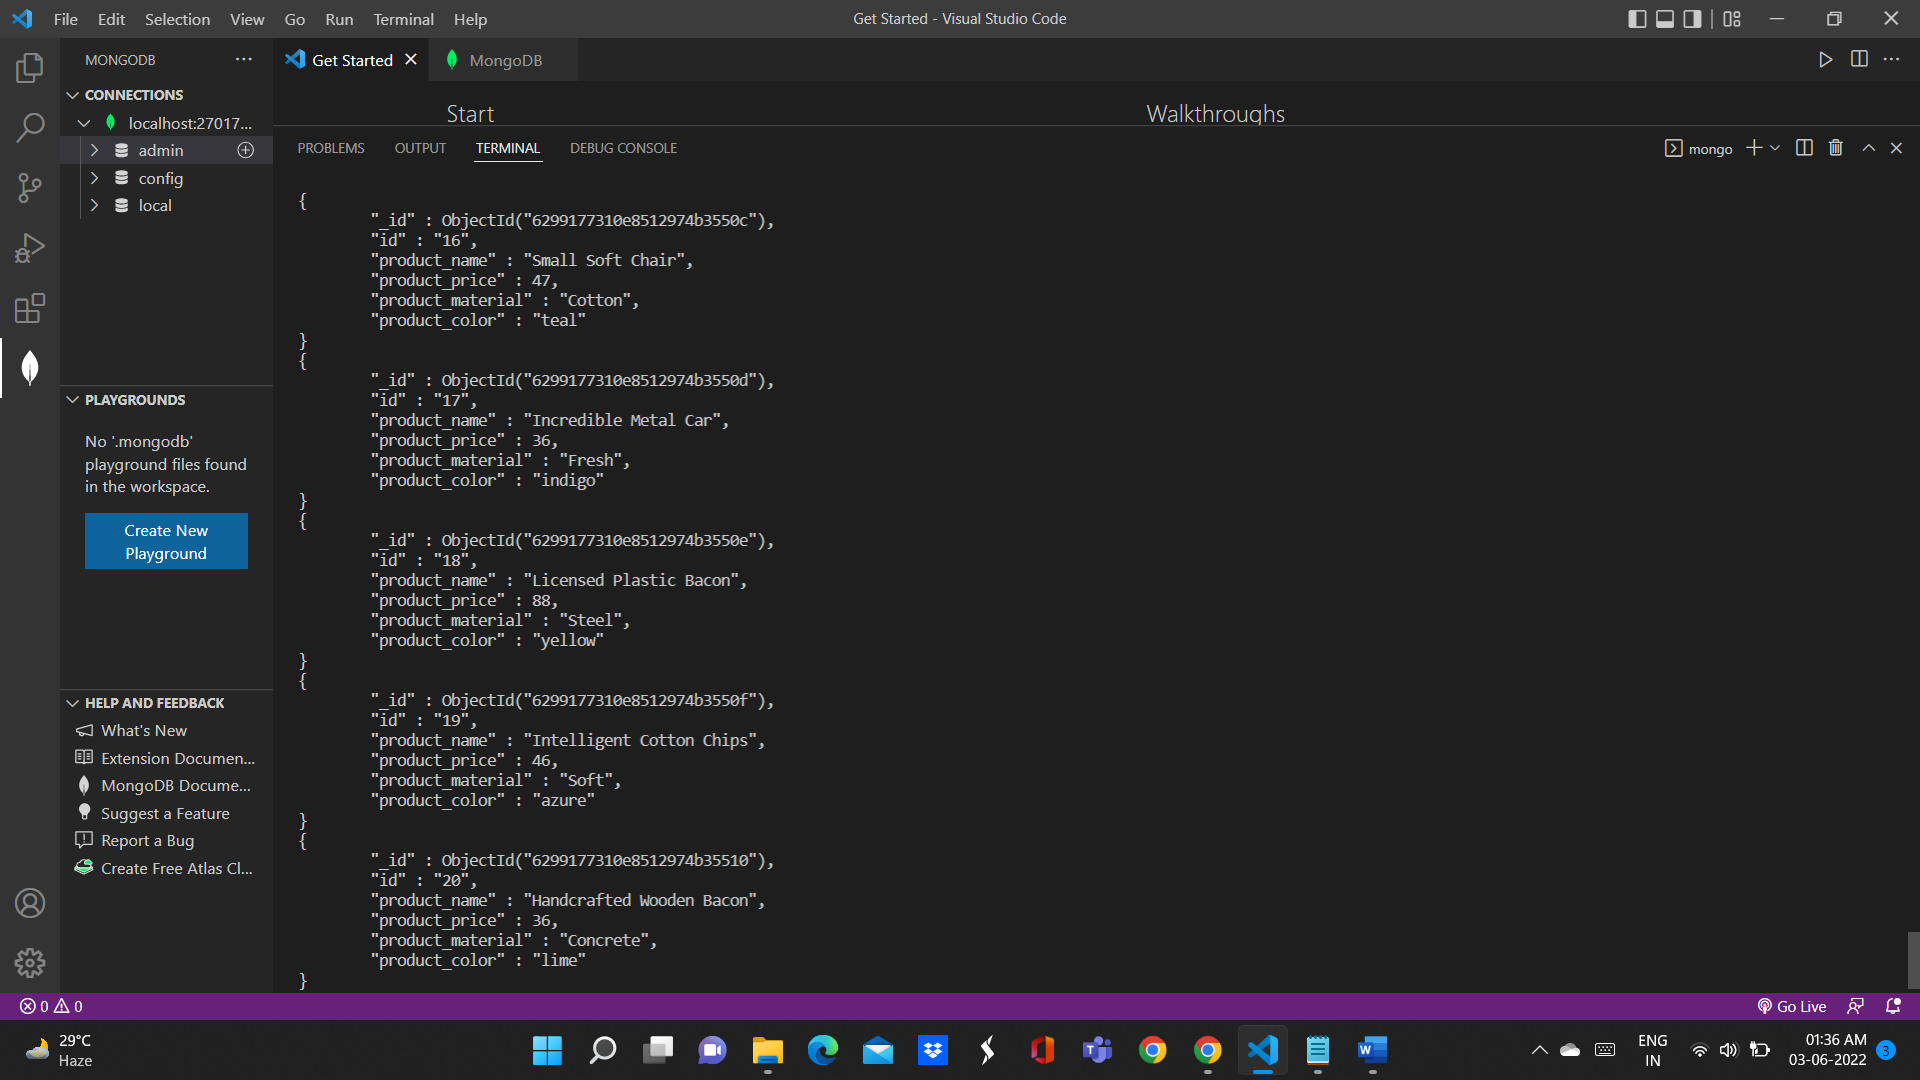 File Edit Selection View Go Run Terminal Help
Get Started - Visual Studio Code
MONGODB
Get Started
MongoDB
CONNECTIONS
localhost:27017...
admin
config
local
Start
Walkthroughs
PROBLEMS OUTPUT TERMINAL DEBUG CONSOLE
mongo
{
"_id" : ObjectId("6299177310e8512974b3550c"),
"id" : "16",
"product_name" : "Small Soft Chair",
"product_price" : 47,
"product_material" : "Cotton",
"product_color" : "teal"
}
{
"_id" : ObjectId("6299177310e8512974b3550d"),
"id" : "17",
"product_name" : "Incredible Metal Car",
"product_price" : 36,
"product_material" : "Fresh",
"product_color" : "indigo"
}
{
"_id" : ObjectId("6299177310e8512974b3550e"),
"id" : "18",
"product_name" : "Licensed Plastic Bacon",
"product_price" : 88,
"product_material" : "Steel",
"product_color" : "yellow"
}
{
"_id" : ObjectId("6299177310e8512974b3550f"),
"id" : "19",
"product_name" : "Intelligent Cotton Chips",
"product_price" : 46,
"product_material" : "Soft",
"product_color" : "azure"
}
{
"_id" : ObjectId("6299177310e8512974b35510"),
"id" : "20",
"product_name" : "Handcrafted Wooden Bacon",
"product_price" : 36,
"product_material" : "Concrete",
"product_color" : "lime"
}
PLAYGROUNDS
No '.mongodb'
playground files found
in the workspace.
Create New
Playground
HELP AND FEEDBACK
What's New
Extension Documen...
MongoDB Docume...
Suggest a Feature
Report a Bug
Create Free Atlas Cl...
0 0
Go Live
29°C
Haze
ENG
IN
01:36 AM
03-06-2022
3